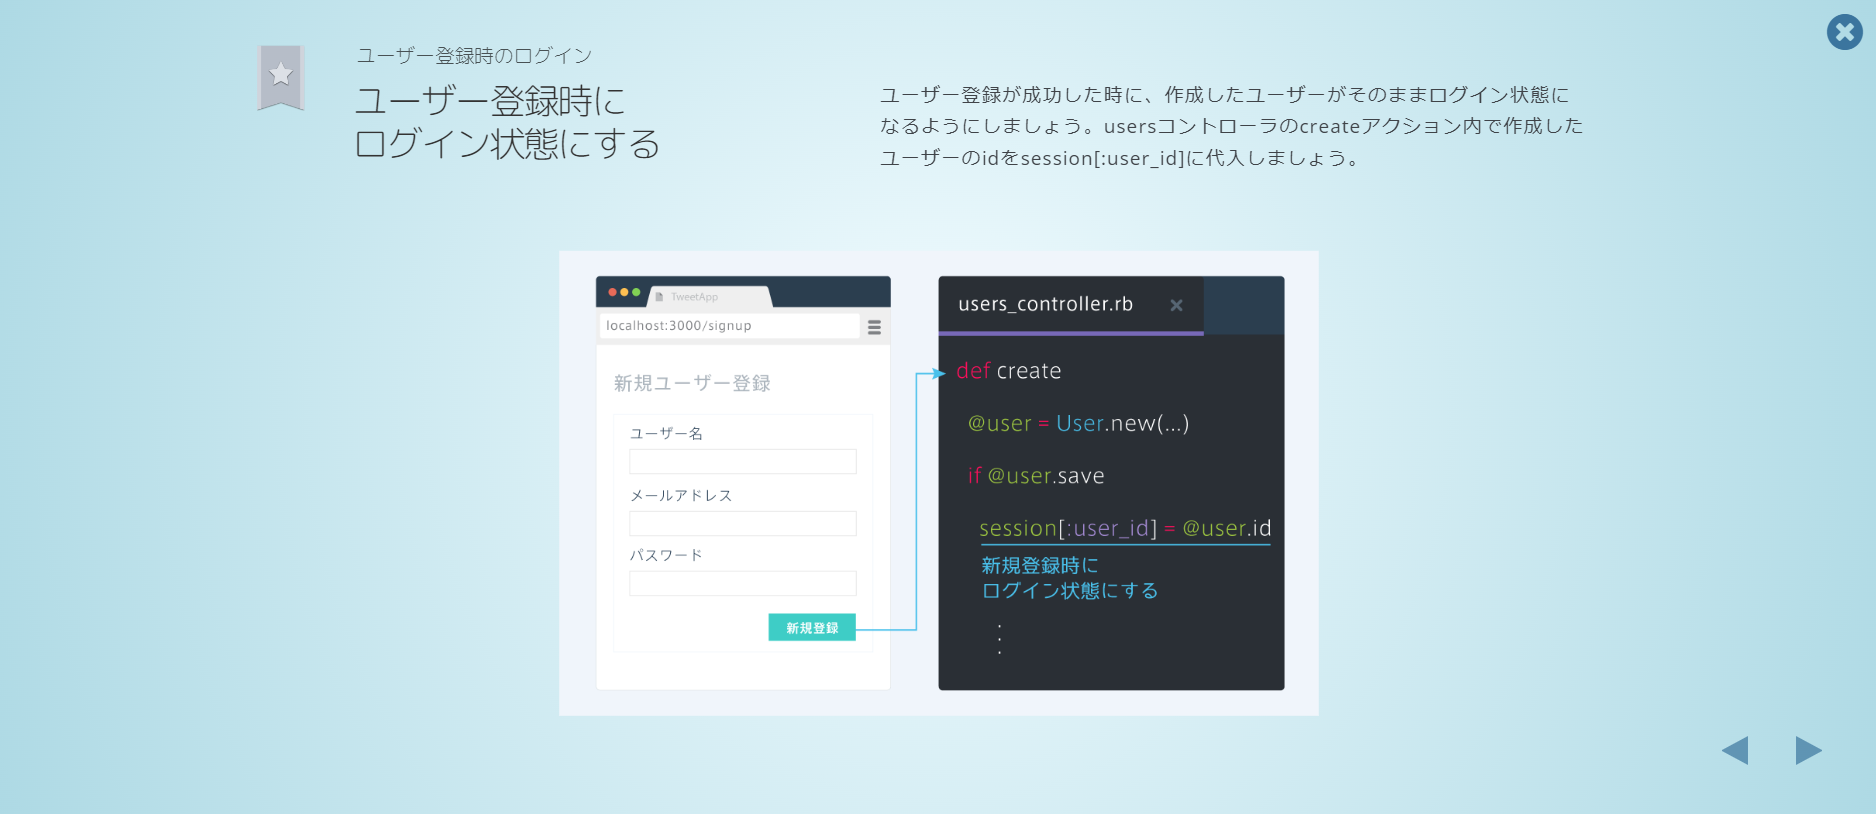 ユーザー登録時のログイン
ユーザー登録時に
ログイン状態にする
ユーザー登録が成功した時に、作成したユーザーがそのままログイン状態に
なるようにしましょう。usersコントローラのcreateアクション内で作成した
ユーザーのidをsession[:user_id]に代入しましょう。
TweetApp
localhost:3000/signup
新規ユーザー登録
ユーザー名
メールアドレス
パスワード
新規登録
users_controller.rb
def create
@user = User.new(...)
if @user.save
session[:user_id] = @user.id
新規登録時に
ログイン状態にする